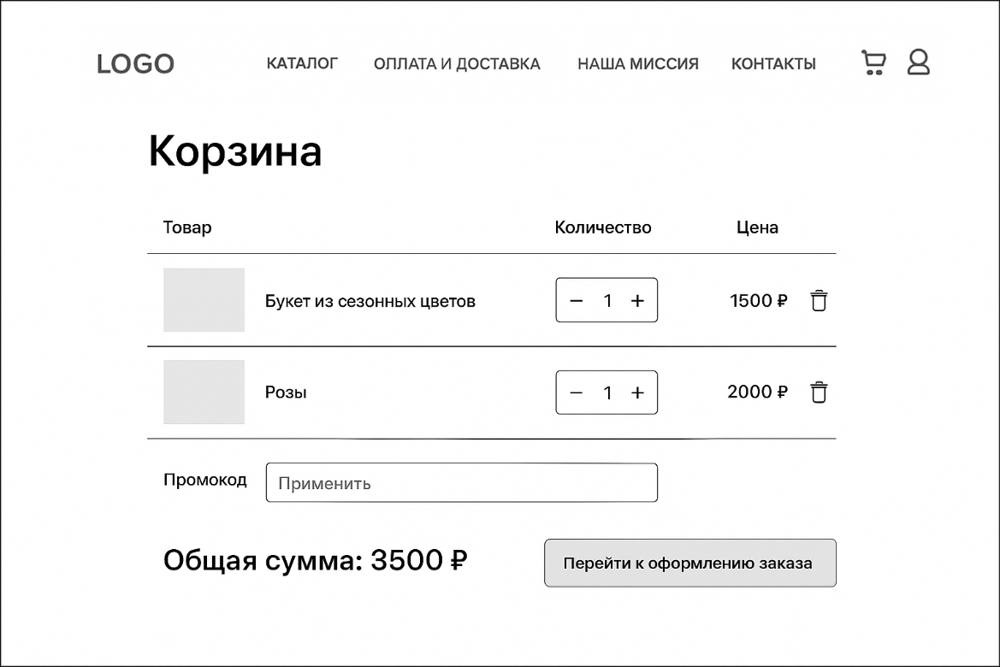 LOGO КАТАЛОГ ОПЛАТА И ДОСТАВКА НАША МИССИЯ КОНТАКТЫ
Корзина
Товар Количество Цена
Букет из сезонных цветов − 1 + 1500 ₽
Розы − 1 + 2000 ₽
Промокод Применить
Общая сумма: 3500 ₽ Перейти к оформлению заказа